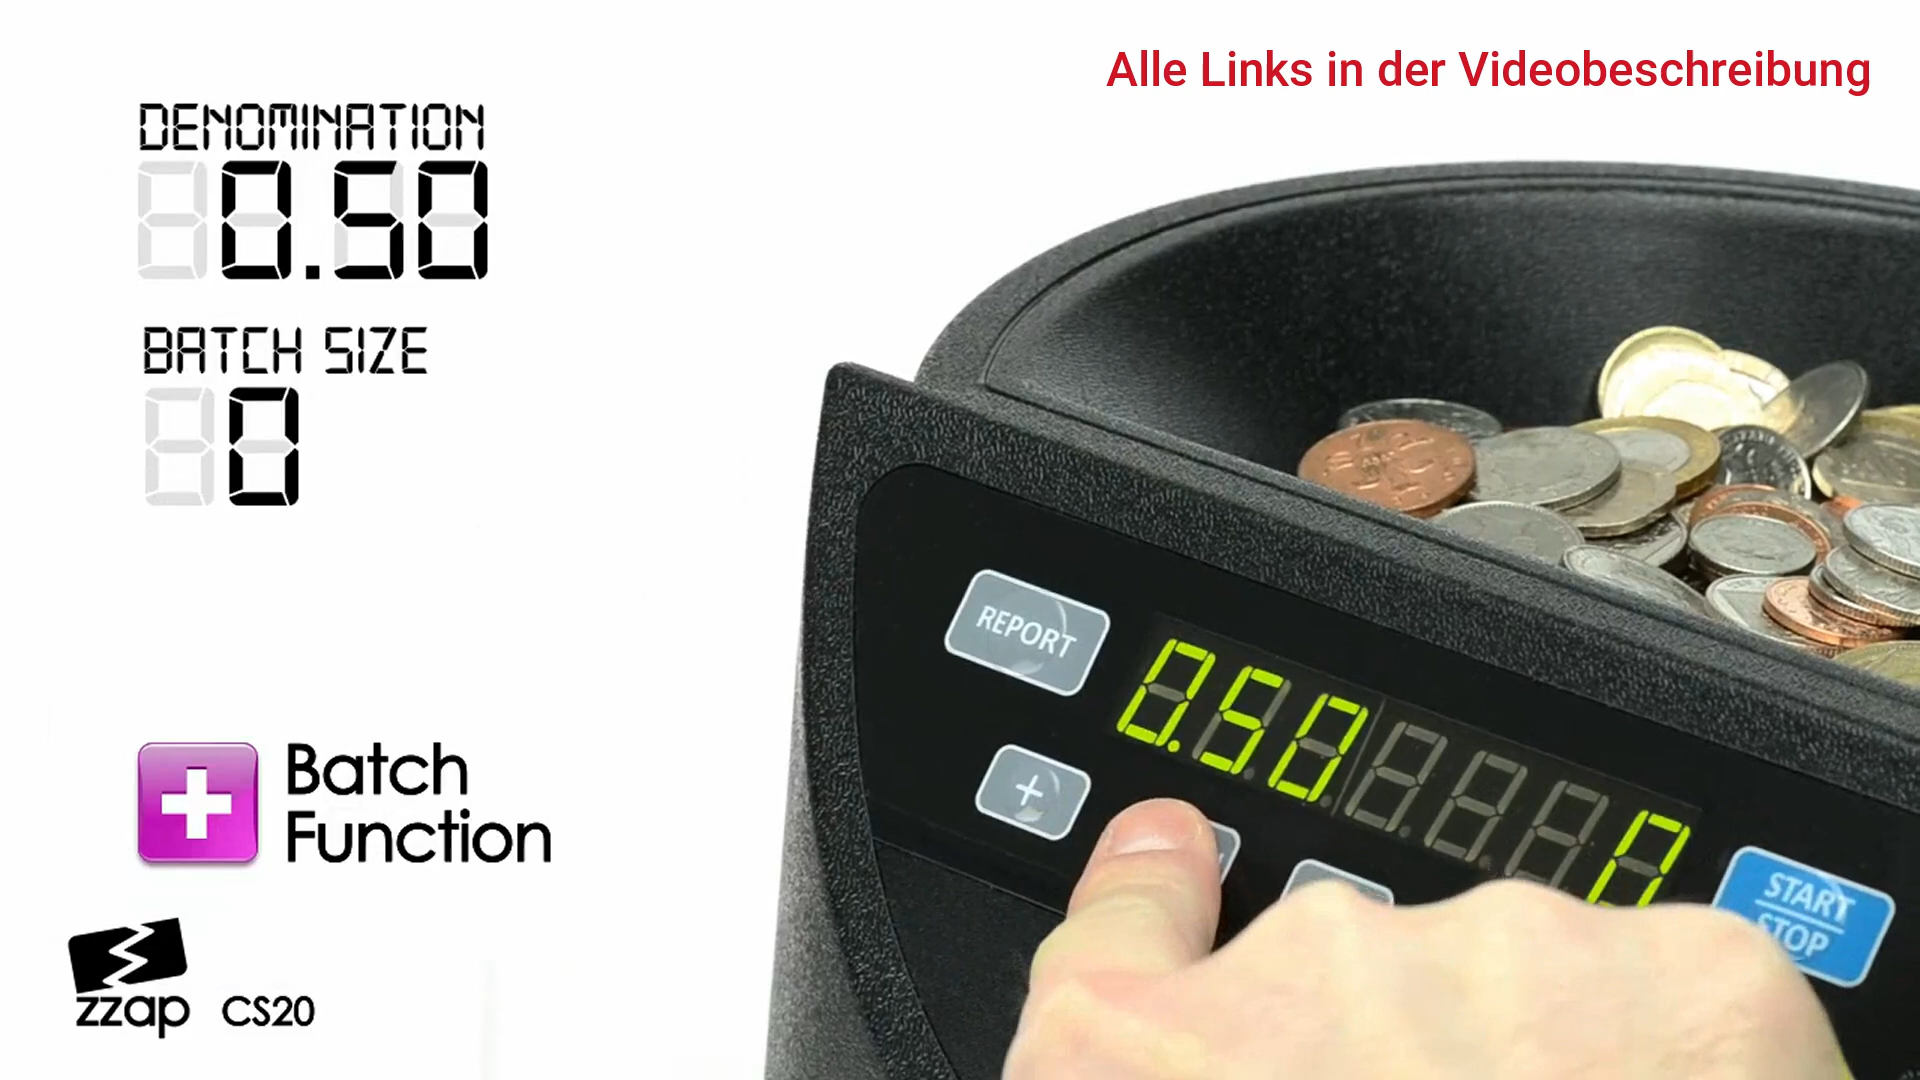 Alle Links in der Videobeschreibung
DENOMINATION
0.50
BATCH SIZE
0
REPORT
0.50 0
+
START
STOP
Batch
Function
zzap CS20